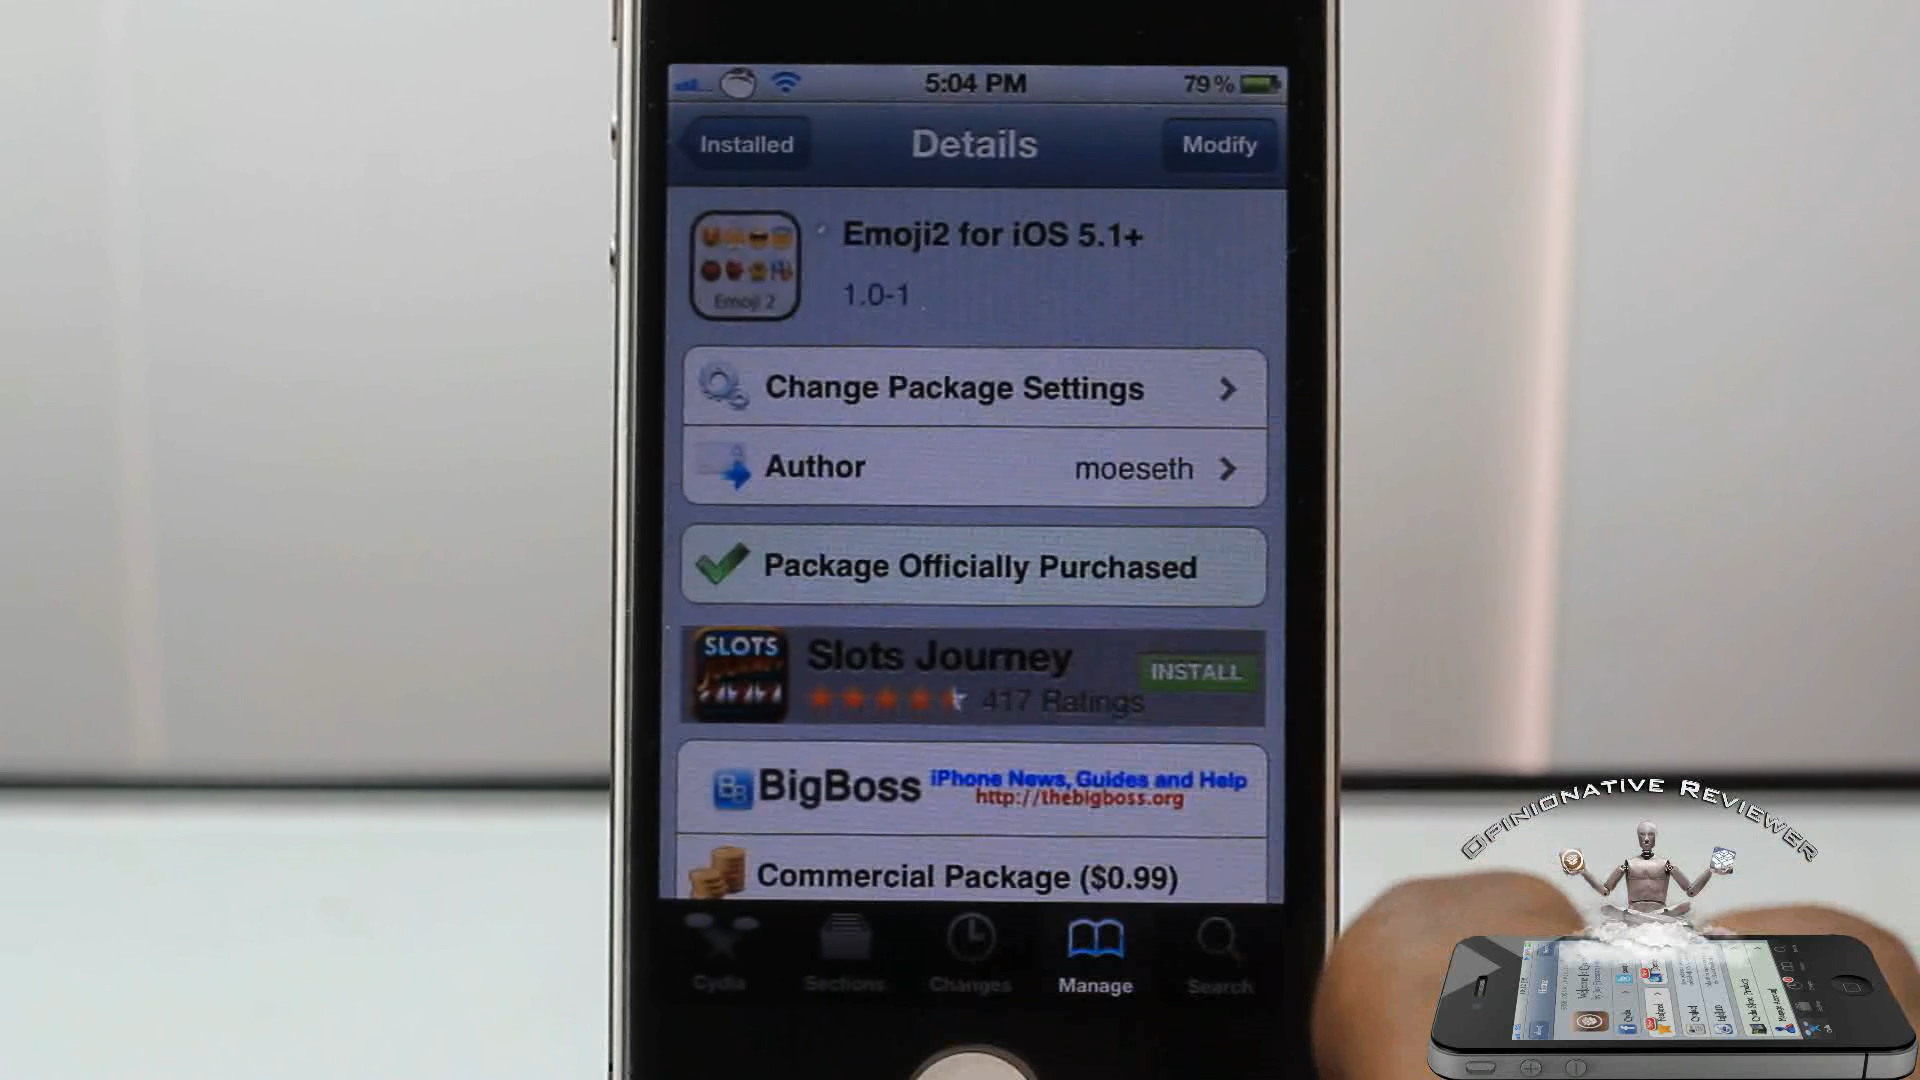 5:04 PM
79%
Installed
Details
Modify
Emoji2 for iOS 5.1+
1.0-1
Emoji 2
Change Package Settings
Author
moeseth
Package Officially Purchased
SLOTS
Slots Journey
INSTALL
417 Ratings
BigBoss
iPhone News, Guides and Help
http://thebigboss.org
Commercial Package ($0.99)
Cydia
Sections
Changes
Manage
Search
Opinionative Reviewer